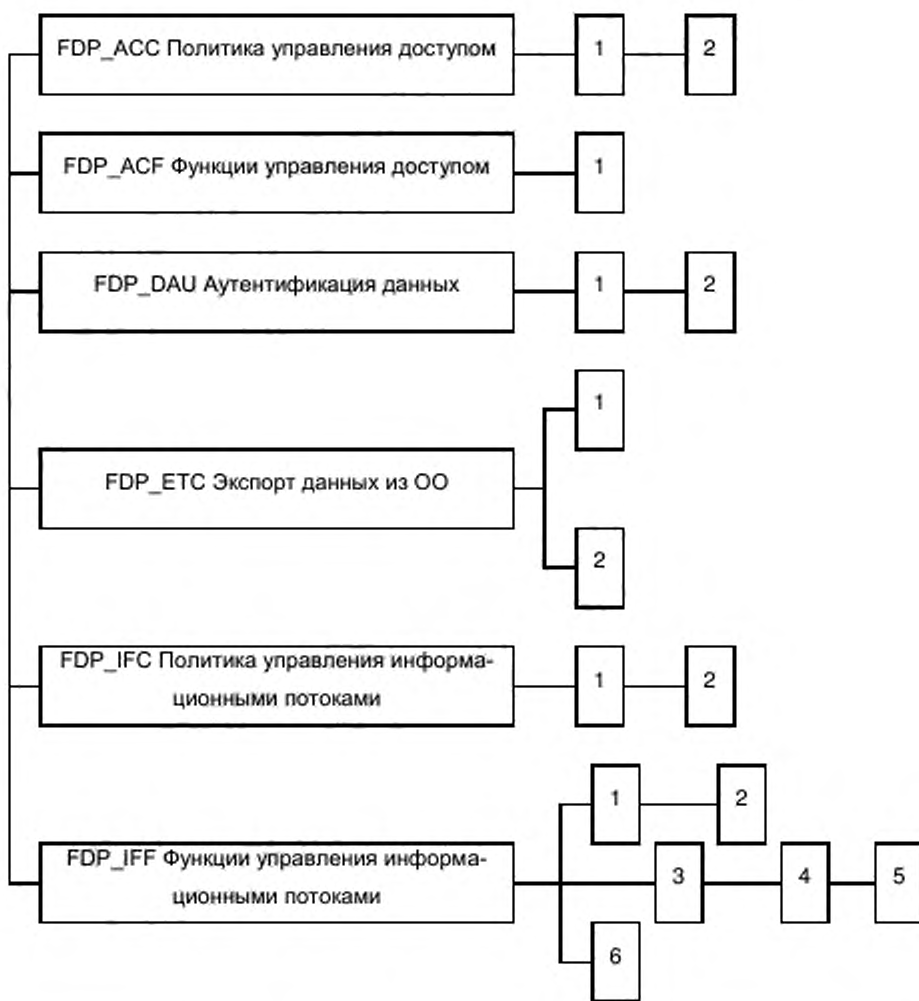 FDP_ACC Политика управления доступом 1 2
FDP_ACF Функции управления доступом 1
FDP_DAU Аутентификация данных 1 2
1
FDP_ETC Экспорт данных из ОО
2
FDP_IFC Политика управления информа-
ционными потоками
1 2
1 2
FDP_IFF Функции управления информа-
ционными потоками
3 4 5
6